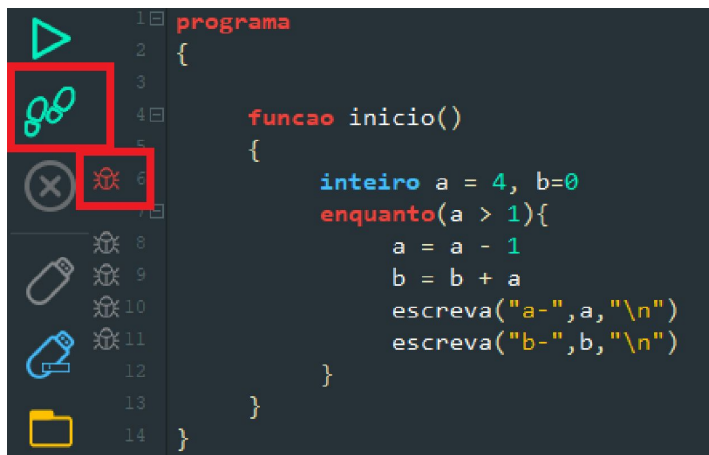 1 programa
2 {
3
4 funcao inicio()
5 {
6 inteiro a = 4, b=0
7 enquanto(a > 1){
8 a = a - 1
9 b = b + a
10 escreva("a-",a,"\n")
11 escreva("b-",b,"\n")
12 }
13 }
14 }